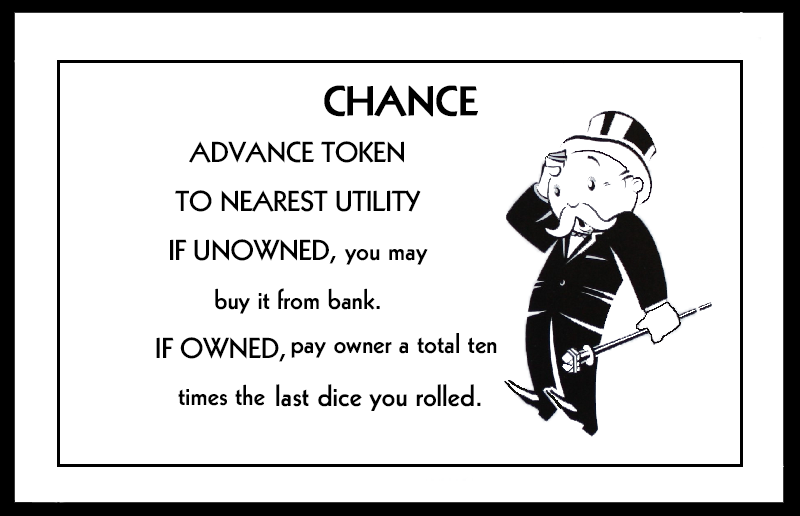 CHANCE
ADVANCE TOKEN
TO NEAREST UTILITY
IF UNOWNED, you may
buy it from bank.
IF OWNED, pay owner a total ten
times the last dice you rolled.